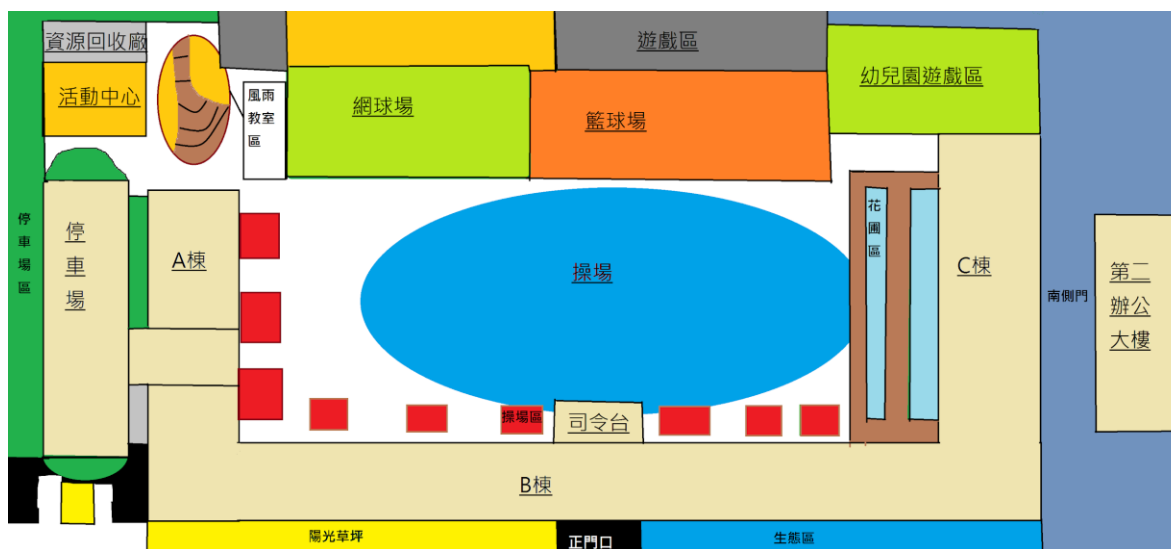 資源回收廠
遊戲區
幼兒園遊戲區
活動中心
風雨
教室
區
網球場
籃球場
停
車
場
區
停
車
場
A棟
操場
花
圃
區
C棟
南側門
第二
辦公
大樓
操場區
司令台
B棟
陽光草坪
正門口
生態區